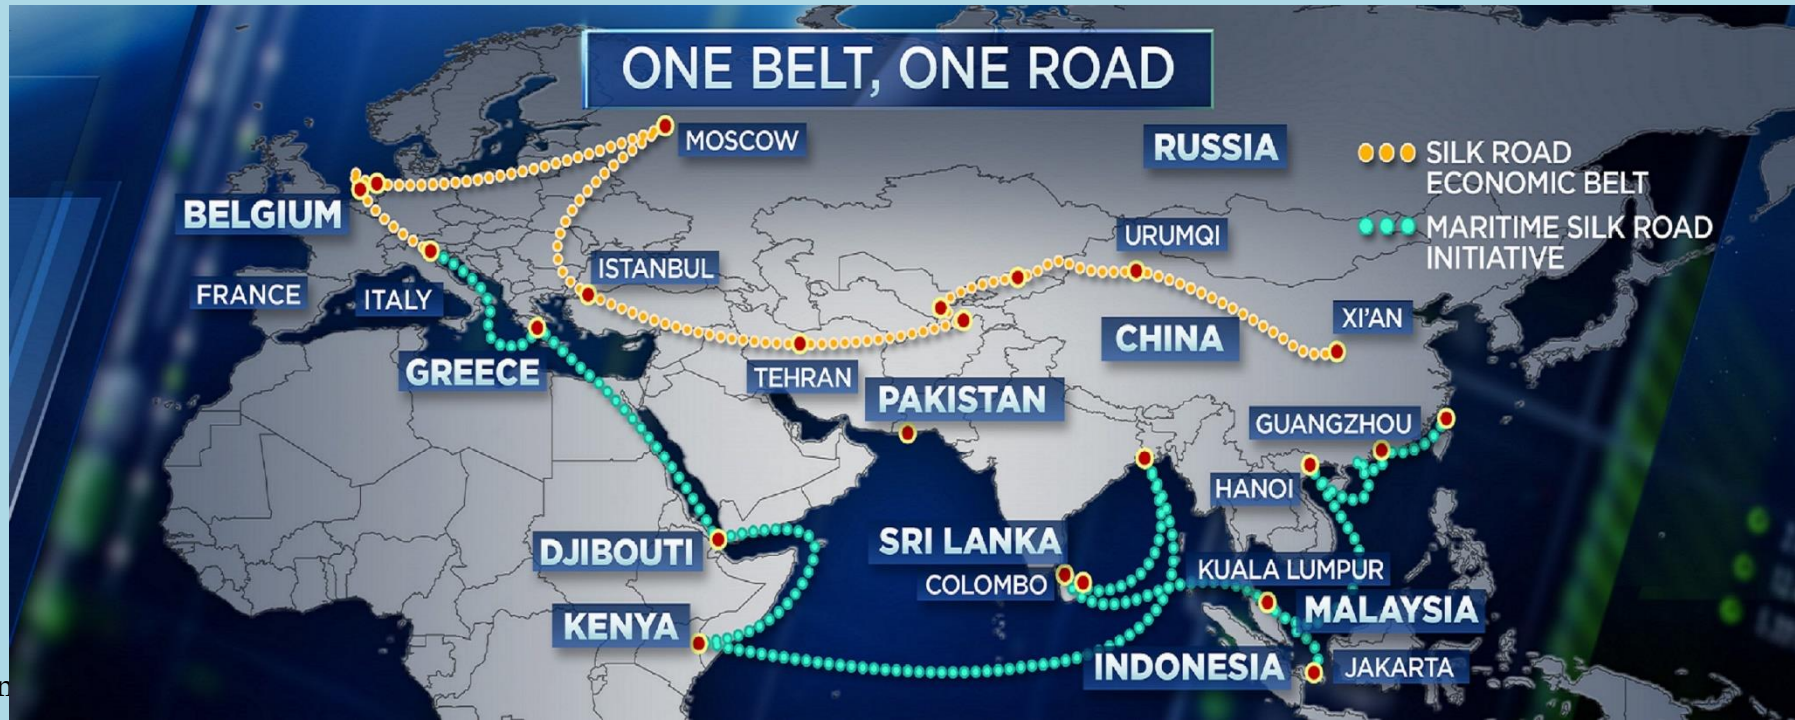 ONE BELT, ONE ROAD
MOSCOW
RUSSIA
SILK ROAD
ECONOMIC BELT
MARITIME SILK ROAD
INITIATIVE
BELGIUM
URUMQI
ISTANBUL
FRANCE
ITALY
XI'AN
CHINA
GREECE
TEHRAN
PAKISTAN
GUANGZHOU
HANOI
DJIBOUTI
SRI LANKA
COLOMBO
KUALA LUMPUR
MALAYSIA
KENYA
INDONESIA
JAKARTA